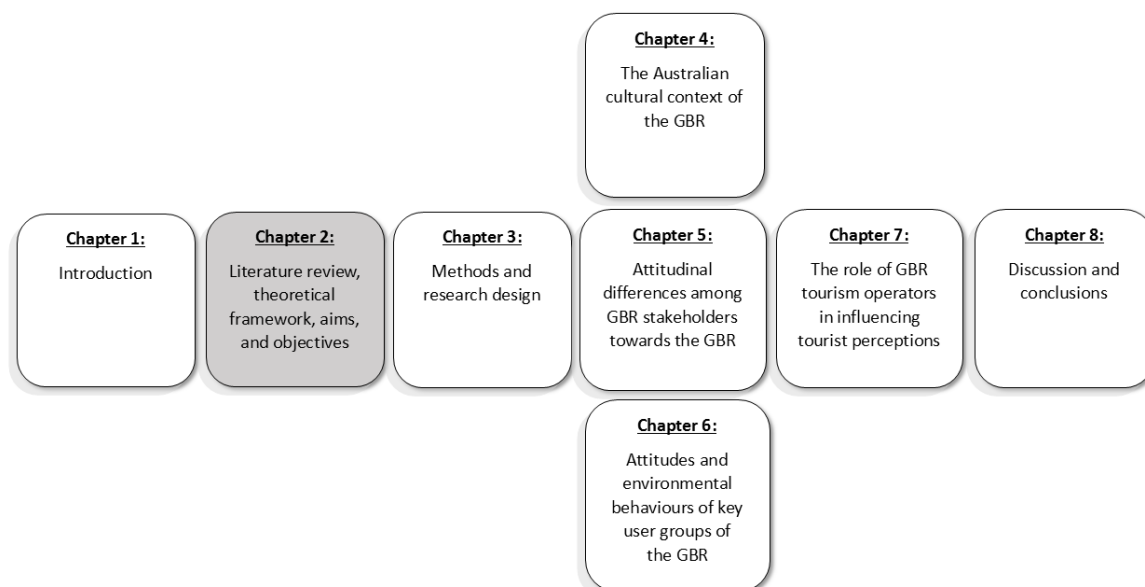 Chapter 4:
The Australian
cultural context of
the GBR
Chapter 1:
Introduction
Chapter 2:
Literature review,
theoretical
framework, aims,
and objectives
Chapter 3:
Methods and
research design
Chapter 5:
Attitudinal
differences among
GBR stakeholders
towards the GBR
Chapter 7:
The role of GBR
tourism operators
in influencing
tourist perceptions
Chapter 8:
Discussion and
conclusions
Chapter 6:
Attitudes and
environmental
behaviours of key
user groups of
the GBR